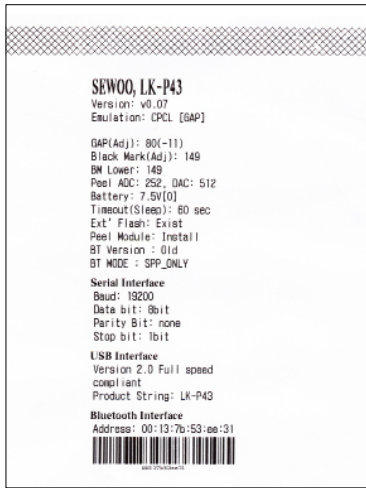 SEWOO, LK-P43
Version: v0.07
Emulation: CPCL [GAP]
GAP(Adj): 80(-11)
Black Mark(Adj): 149
BM Lower: 149
Peel ADC: 252, DAC: 512
Battery: 7.5V[0]
Timeout(Sleep): 60 sec
Ext' Flash: Exist
Peel Module: Install
BT Version : Old
BT MODE : SPP_ONLY
Serial Interface
Baud: 19200
Data bit: 8bit
Parity Bit: none
Stop bit: 1bit
USB Interface
Version 2.0 Full speed
compliant
Product String: LK-P43
Bluetooth Interface
Address: 00:13:7b:53:ee:31